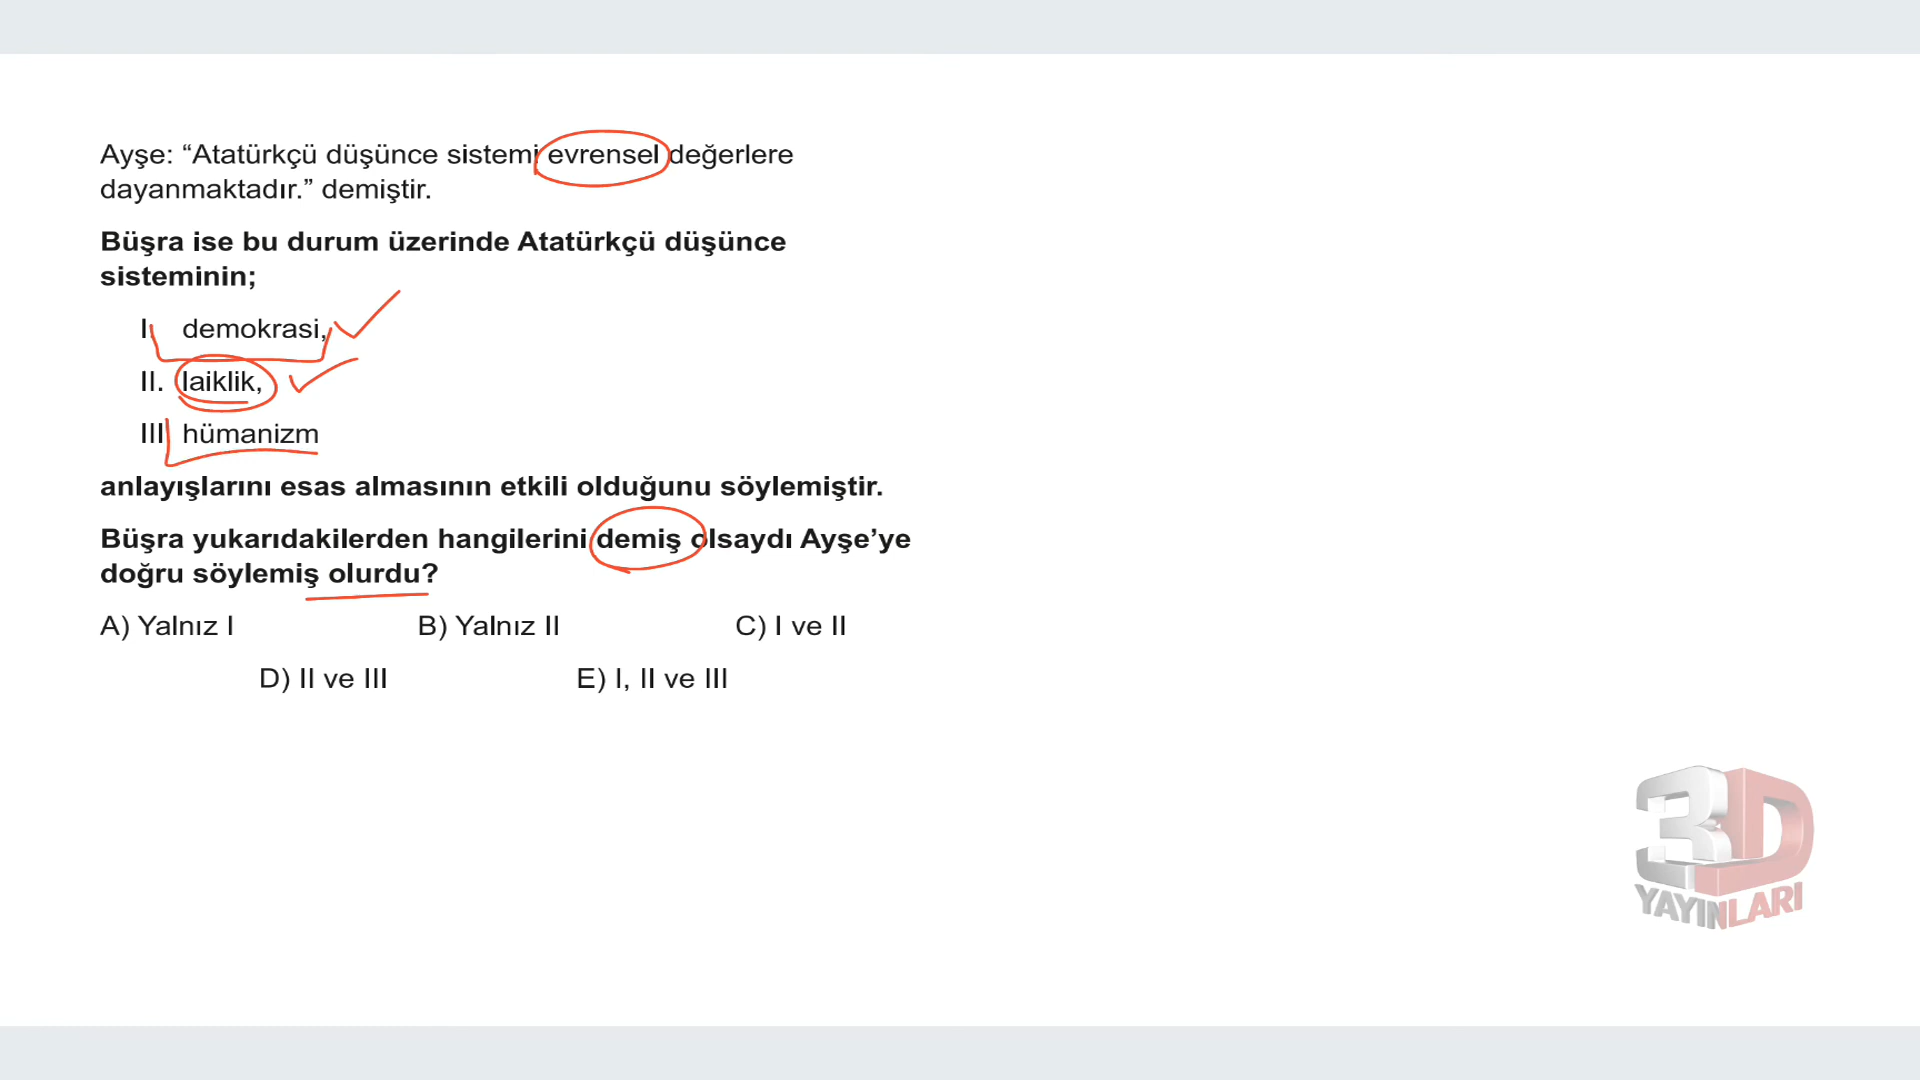 Ayşe: “Atatürkçü düşünce sistemi evrensel değerlere
dayanmaktadır.” demiştir.
Büşra ise bu durum üzerinde Atatürkçü düşünce
sisteminin;
I. demokrasi,
II. laiklik,
III. hümanizm
anlayışlarını esas almasının etkili olduğunu söylemiştir.
Büşra yukarıdakilerden hangilerini demiş olsaydı Ayşe’ye
doğru söylemiş olurdu?
A) Yalnız I B) Yalnız II C) I ve II
D) II ve III E) I, II ve III
3D
YAYINLARI